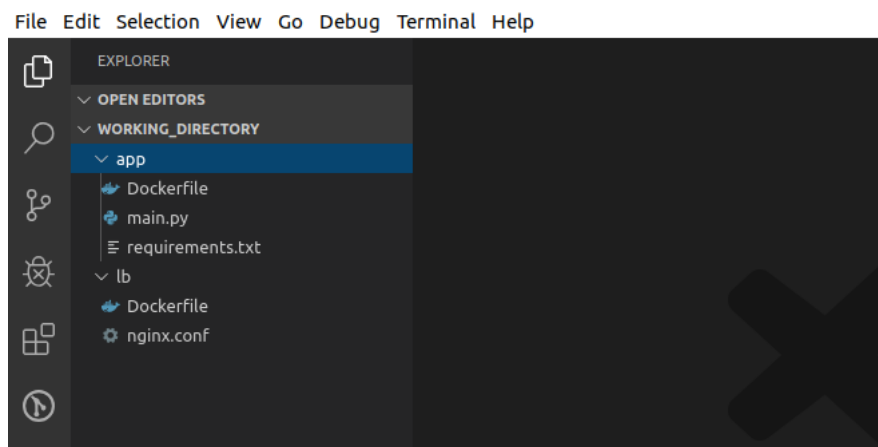 File Edit Selection View Go Debug Terminal Help
EXPLORER
OPEN EDITORS
WORKING_DIRECTORY
app
Dockerfile
main.py
requirements.txt
lb
Dockerfile
nginx.conf